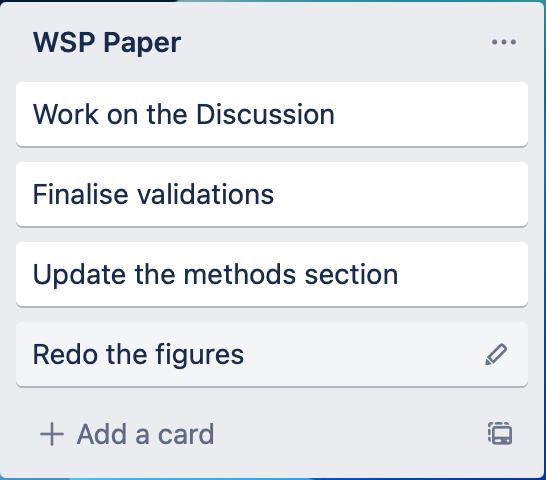 WSP Paper
Work on the Discussion
Finalise validations
Update the methods section
Redo the figures
Add a card